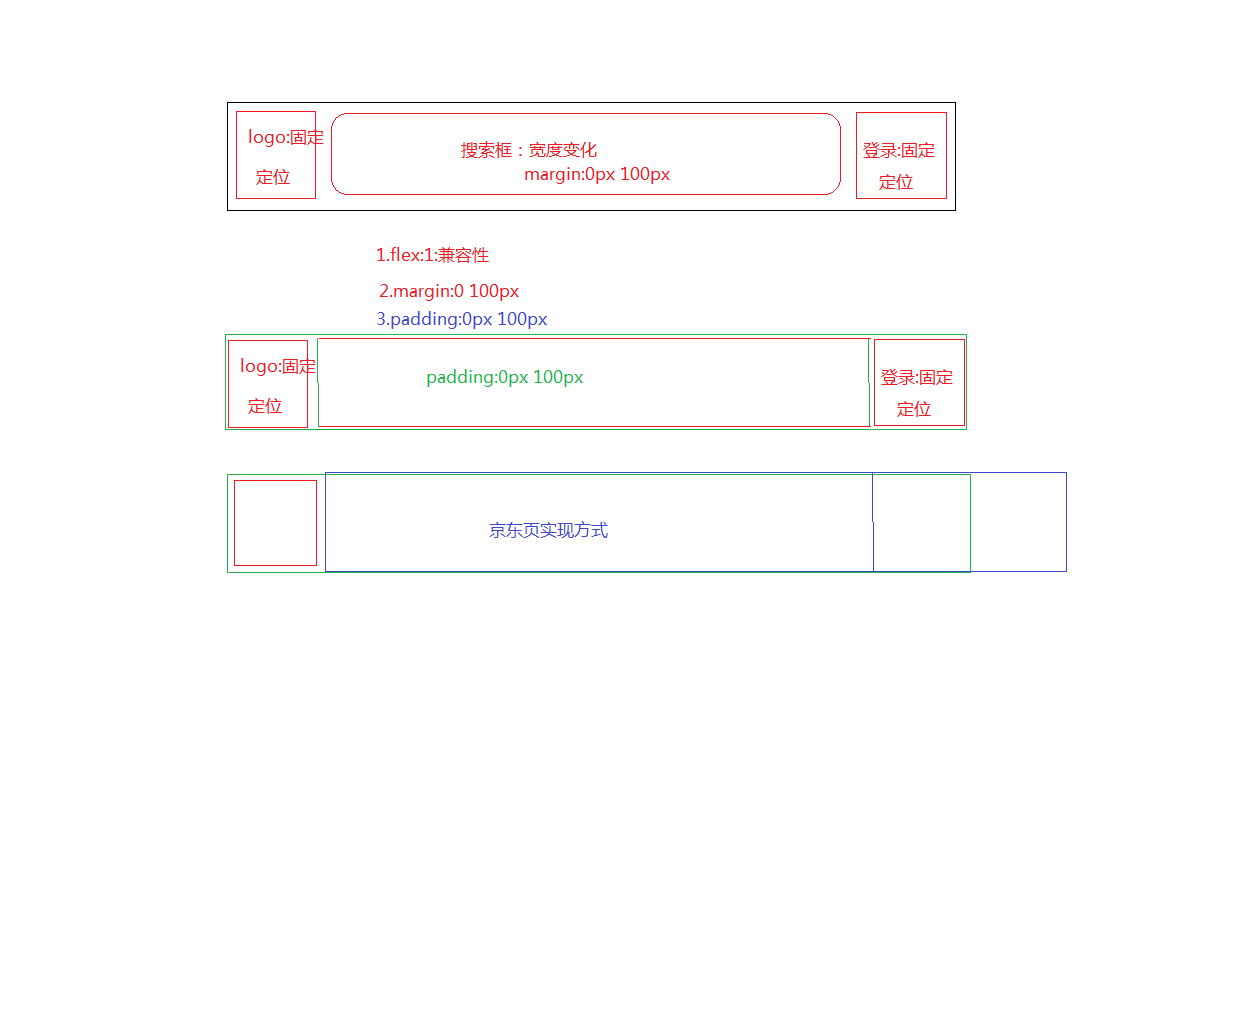 logo:固定
定位
搜索框：宽度变化
margin:0px 100px
登录:固定
定位
1.flex:1:兼容性
2.margin:0 100px
3.padding:0px 100px
logo:固定
定位
padding:0px 100px
登录:固定
定位
京东页实现方式